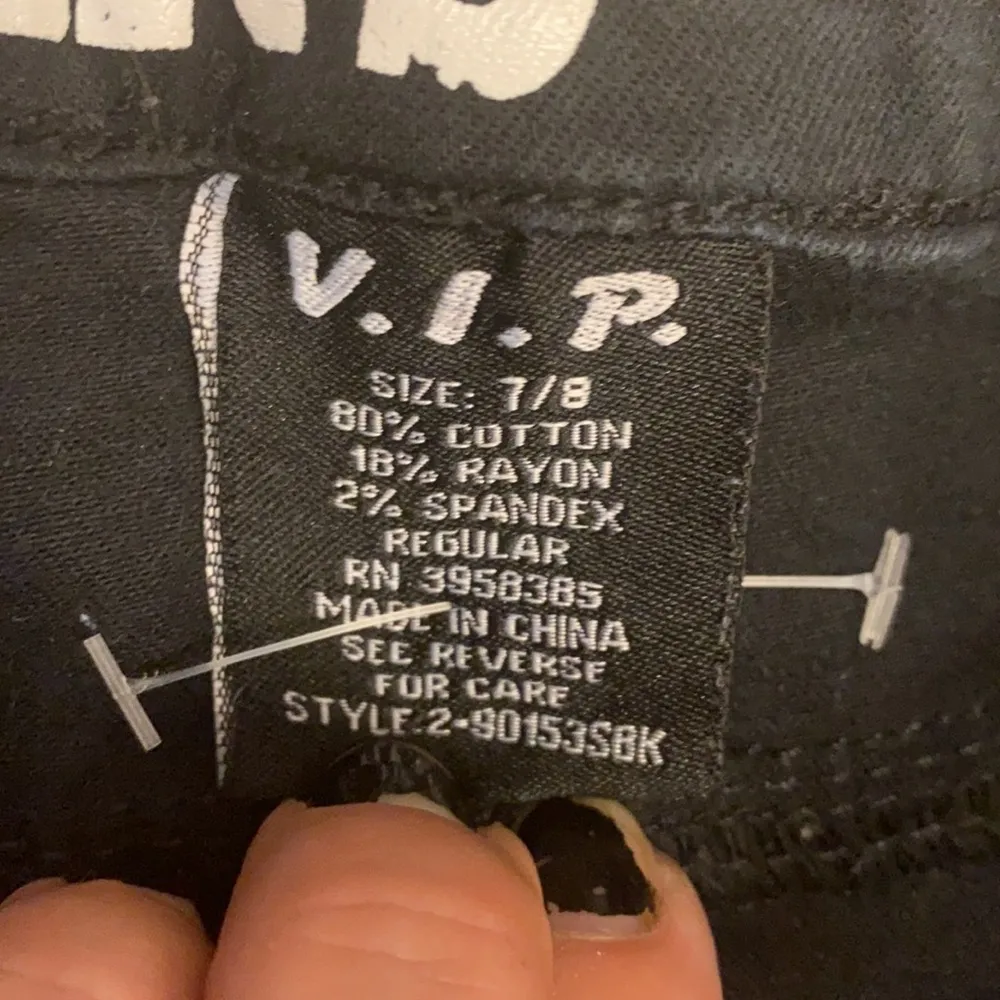 V.I.P.
SIZE: 7/8
80% COTTON
18% RAYON
2% SPANDEX
REGULAR
RN 3958385
MADE IN CHINA
SEE REVERSE
FOR CARE
STYLE:2-90153SBK